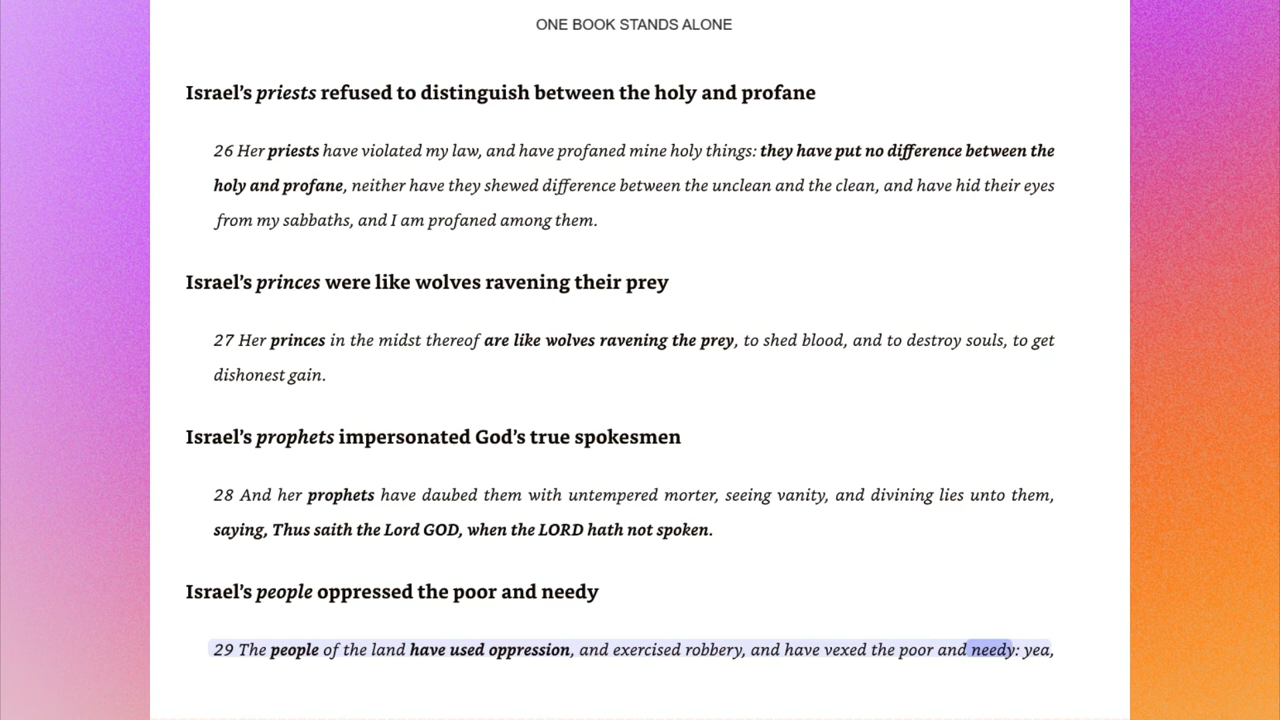 ONE BOOK STANDS ALONE
Israel’s priests refused to distinguish between the holy and profane
26 Her priests have violated my law, and have profaned mine holy things: they have put no difference between the
holy and profane, neither have they shewed difference between the unclean and the clean, and have hid their eyes
from my sabbaths, and I am profaned among them.
Israel’s princes were like wolves ravening their prey
27 Her princes in the midst thereof are like wolves ravening the prey, to shed blood, and to destroy souls, to get
dishonest gain.
Israel’s prophets impersonated God’s true spokesmen
28 And her prophets have daubed them with untempered morter, seeing vanity, and divining lies unto them,
saying, Thus saith the Lord GOD, when the LORD hath not spoken.
Israel’s people oppressed the poor and needy
29 The people of the land have used oppression, and exercised robbery, and have vexed the poor and needy: yea,